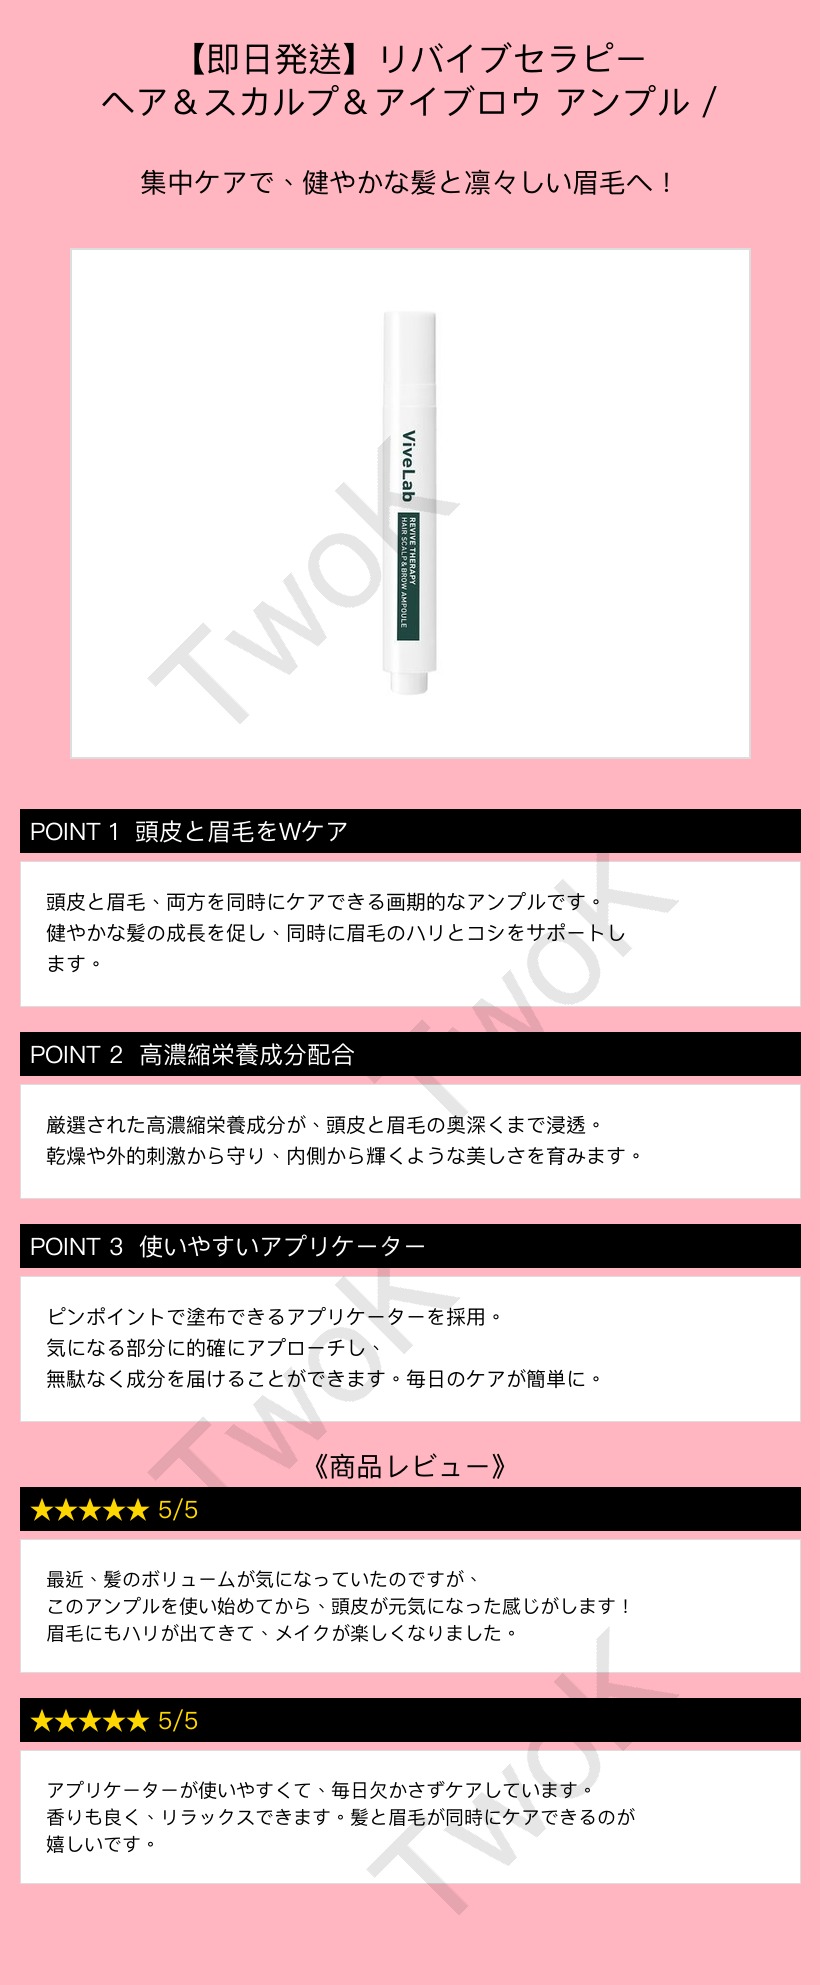 【即日発送】リバイブセラピー
ヘア＆スカルプ＆アイブロウ アンプル /
集中ケアで、健やかな髪と凛々しい眉毛へ！
ViveLab
REVIVE THERAPY
HAIR SCALP&BROW AMPOULE
TwoK
POINT 1 頭皮と眉毛をWケア
頭皮と眉毛、両方を同時にケアできる画期的なアンプルです。
健やかな髪の成長を促し、同時に眉毛のハリとコシをサポートし
ます。
TwoK
POINT 2 高濃縮栄養成分配合
厳選された高濃縮栄養成分が、頭皮と眉毛の奥深くまで浸透。
乾燥や外的刺激から守り、内側から輝くような美しさを育みます。
POINT 3 使いやすいアプリケーター
ピンポイントで塗布できるアプリケーターを採用。
気になる部分に的確にアプローチし、
無駄なく成分を届けることができます。毎日のケアが簡単に。
TwoK
《商品レビュー》
★★★★★ 5/5
最近、髪のボリュームが気になっていたのですが、
このアンプルを使い始めてから、頭皮が元気になった感じがします！
眉毛にもハリが出てきて、メイクが楽しくなりました。
★★★★★ 5/5
アプリケーターが使いやすくて、毎日欠かさずケアしています。
香りも良く、リラックスできます。髪と眉毛が同時にケアできるのが
嬉しいです。
TwoK